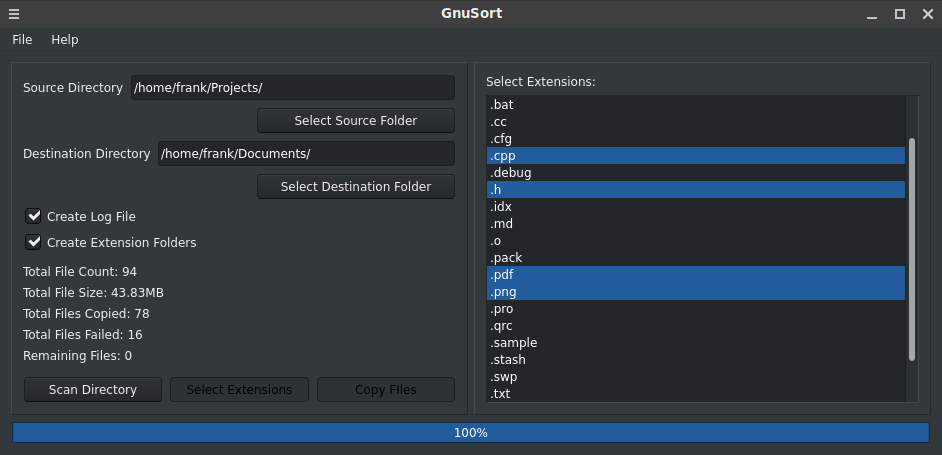 GnuSort
File Help
Source Directory /home/frank/Projects/
Select Source Folder
Destination Directory /home/frank/Documents/
Select Destination Folder
Create Log File
Create Extension Folders
Total File Count: 94
Total File Size: 43.83MB
Total Files Copied: 78
Total Files Failed: 16
Remaining Files: 0
Scan Directory Select Extensions Copy FIles
Select Extensions:
.bat
.cc
.cfg
.cpp
.debug
.h
.idx
.md
.o
.pack
.pdf
.png
.pro
.qrc
.sample
.stash
.swp
.txt
100%